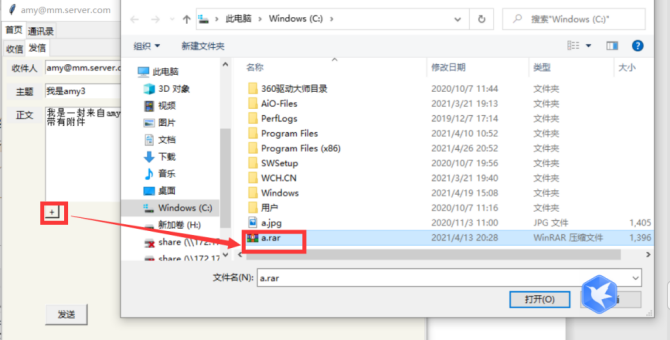 amy@mm.server.com
首页 通讯录
收信 发信
收件人 amy@mm.server.c
主题 我是amy3
正文 我是一封来自amy
带有附件
+
发送
此电脑 > Windows (C:) >
搜索"Windows (C:)"
组织 新建文件夹
此电脑
3D 对象
视频
图片
文档
下载
音乐
桌面
Windows (C:)
新加卷 (H:)
share (\\172.1
share (\\172.12
名称 修改日期 类型 大小
360驱动大师目录 2020/10/7 11:44 文件夹
AiO-Files 2021/3/21 19:13 文件夹
PerfLogs 2019/12/7 17:14 文件夹
Program Files 2021/4/10 10:52 文件夹
Program Files (x86) 2021/4/26 20:52 文件夹
SWSetup 2020/10/7 19:56 文件夹
WCH.CN 2021/3/21 19:40 文件夹
Windows 2021/4/19 15:08 文件夹
用户 2020/10/7 11:16 文件夹
a.jpg 2020/11/3 11:00 JPG 文件 1,405
a.rar 2021/4/13 20:28 WinRAR 压缩文件 1,396
文件名(N): a.rar
打开(O)